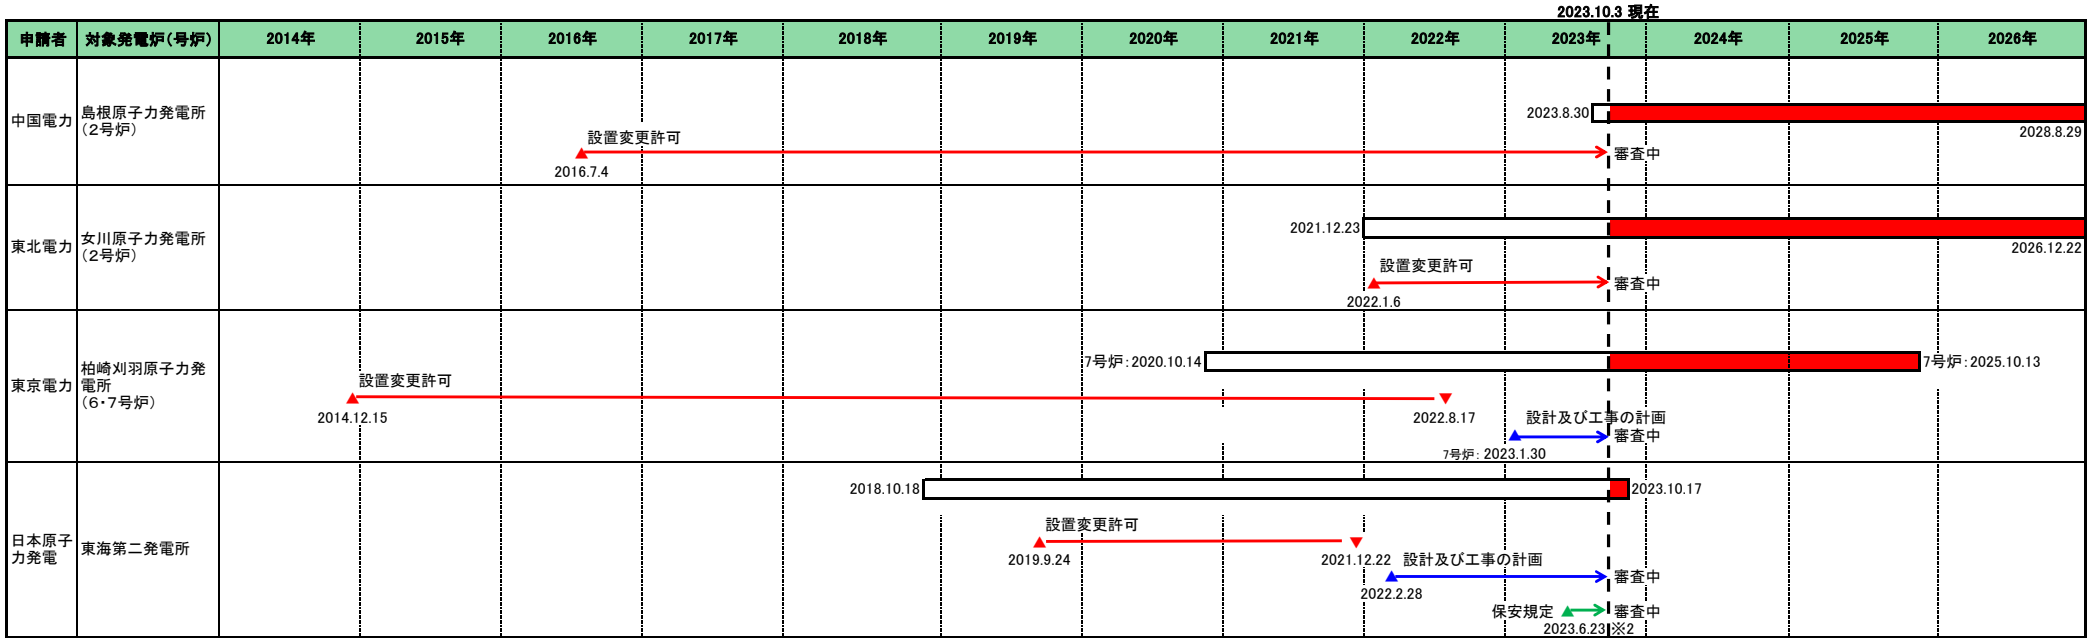 2023.10.3 現在
申請者 対象発電炉(号炉) 2014年 2015年 2016年 2017年 2018年 2019年 2020年 2021年 2022年 2023年 2024年 2025年 2026年
中国電力
島根原子力発電所
(2号炉)
2023.8.30
2028.8.29
設置変更許可
審査中
2016.7.4
東北電力
女川原子力発電所
(2号炉)
2021.12.23
2026.12.22
設置変更許可
審査中
2022.1.6
東京電力
柏崎刈羽原子力発
電所
(6・7号炉)
7号炉:2020.10.14
7号炉:2025.10.13
設置変更許可
2014.12.15
2022.8.17
設計及び工事の計画
審査中
7号炉: 2023.1.30
日本原子
力発電
東海第二発電所
2018.10.18
2023.10.17
設置変更許可
2019.9.24
2021.12.22
設計及び工事の計画
審査中
2022.2.28
保安規定
審査中
2023.6.23 ※2